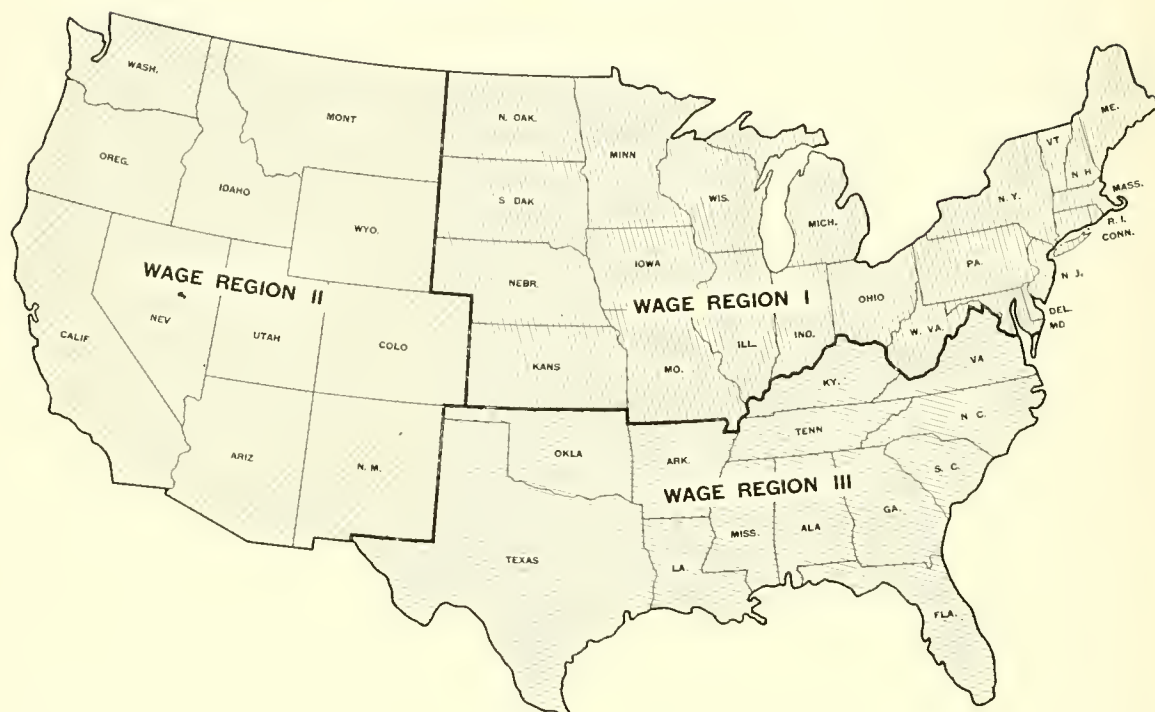 WASH.
MONT
N. DAK.
MINN
ME.
VT
N H
OREG.
IDAHO
S DAK
WIS.
MICH.
N. Y.
MASS.
R. I.
CONN.
WYO.
WAGE REGION II
NEBR.
IOWA
WAGE REGION I
PA.
N J.
OHIO
CALIF
NEV
UTAH
COLO
KANS
MO.
ILL.
IND.
W. VA.
DEL.
MD
VA
KY.
TENN
N C.
ARIZ
N. M.
OKLA
ARK.
WAGE REGION III
S. C.
TEXAS
LA.
MISS.
ALA
GA.
FLA.